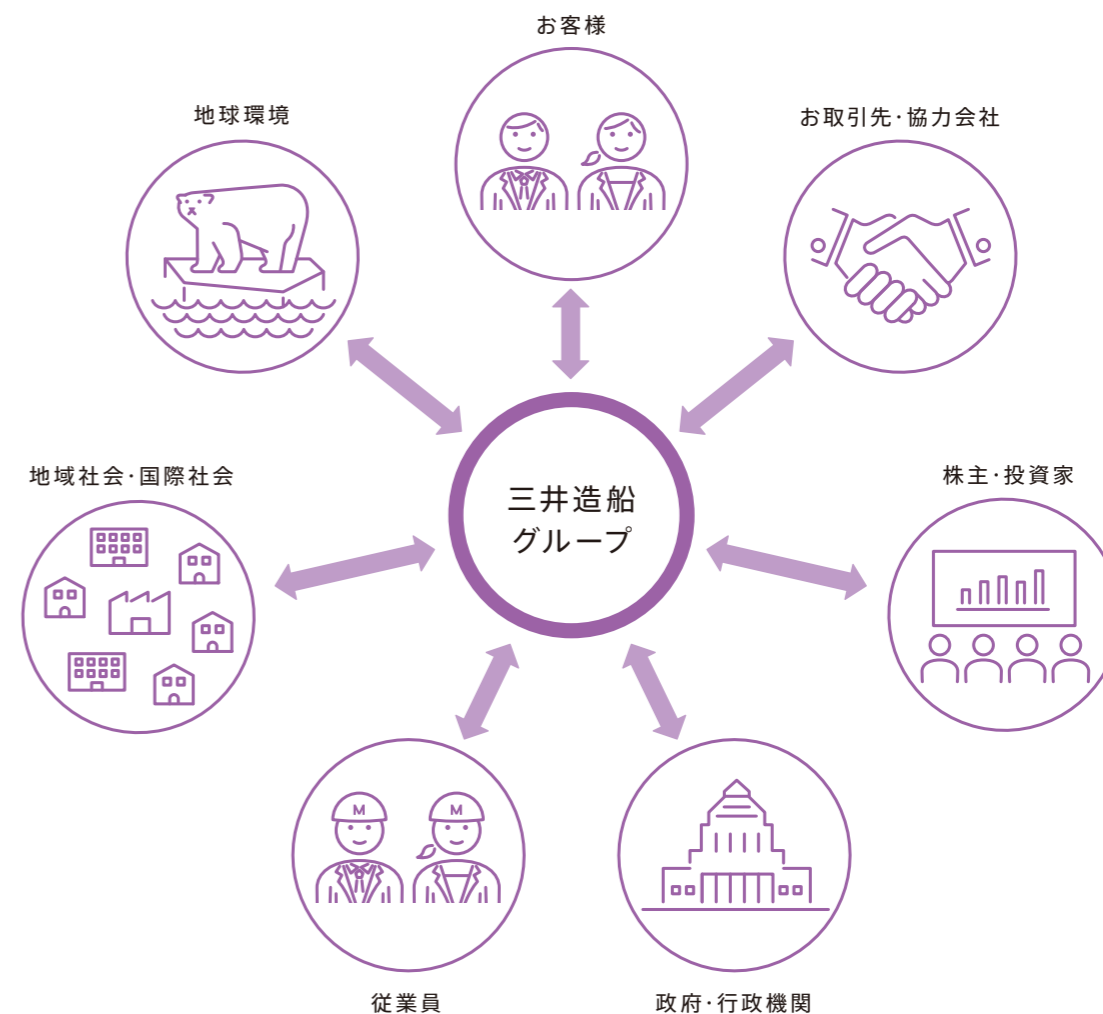 お客様
地球環境
お取引先・協力会社
地域社会・国際社会
株主・投資家
三井造船
グループ
M
M
従業員
政府・行政機関